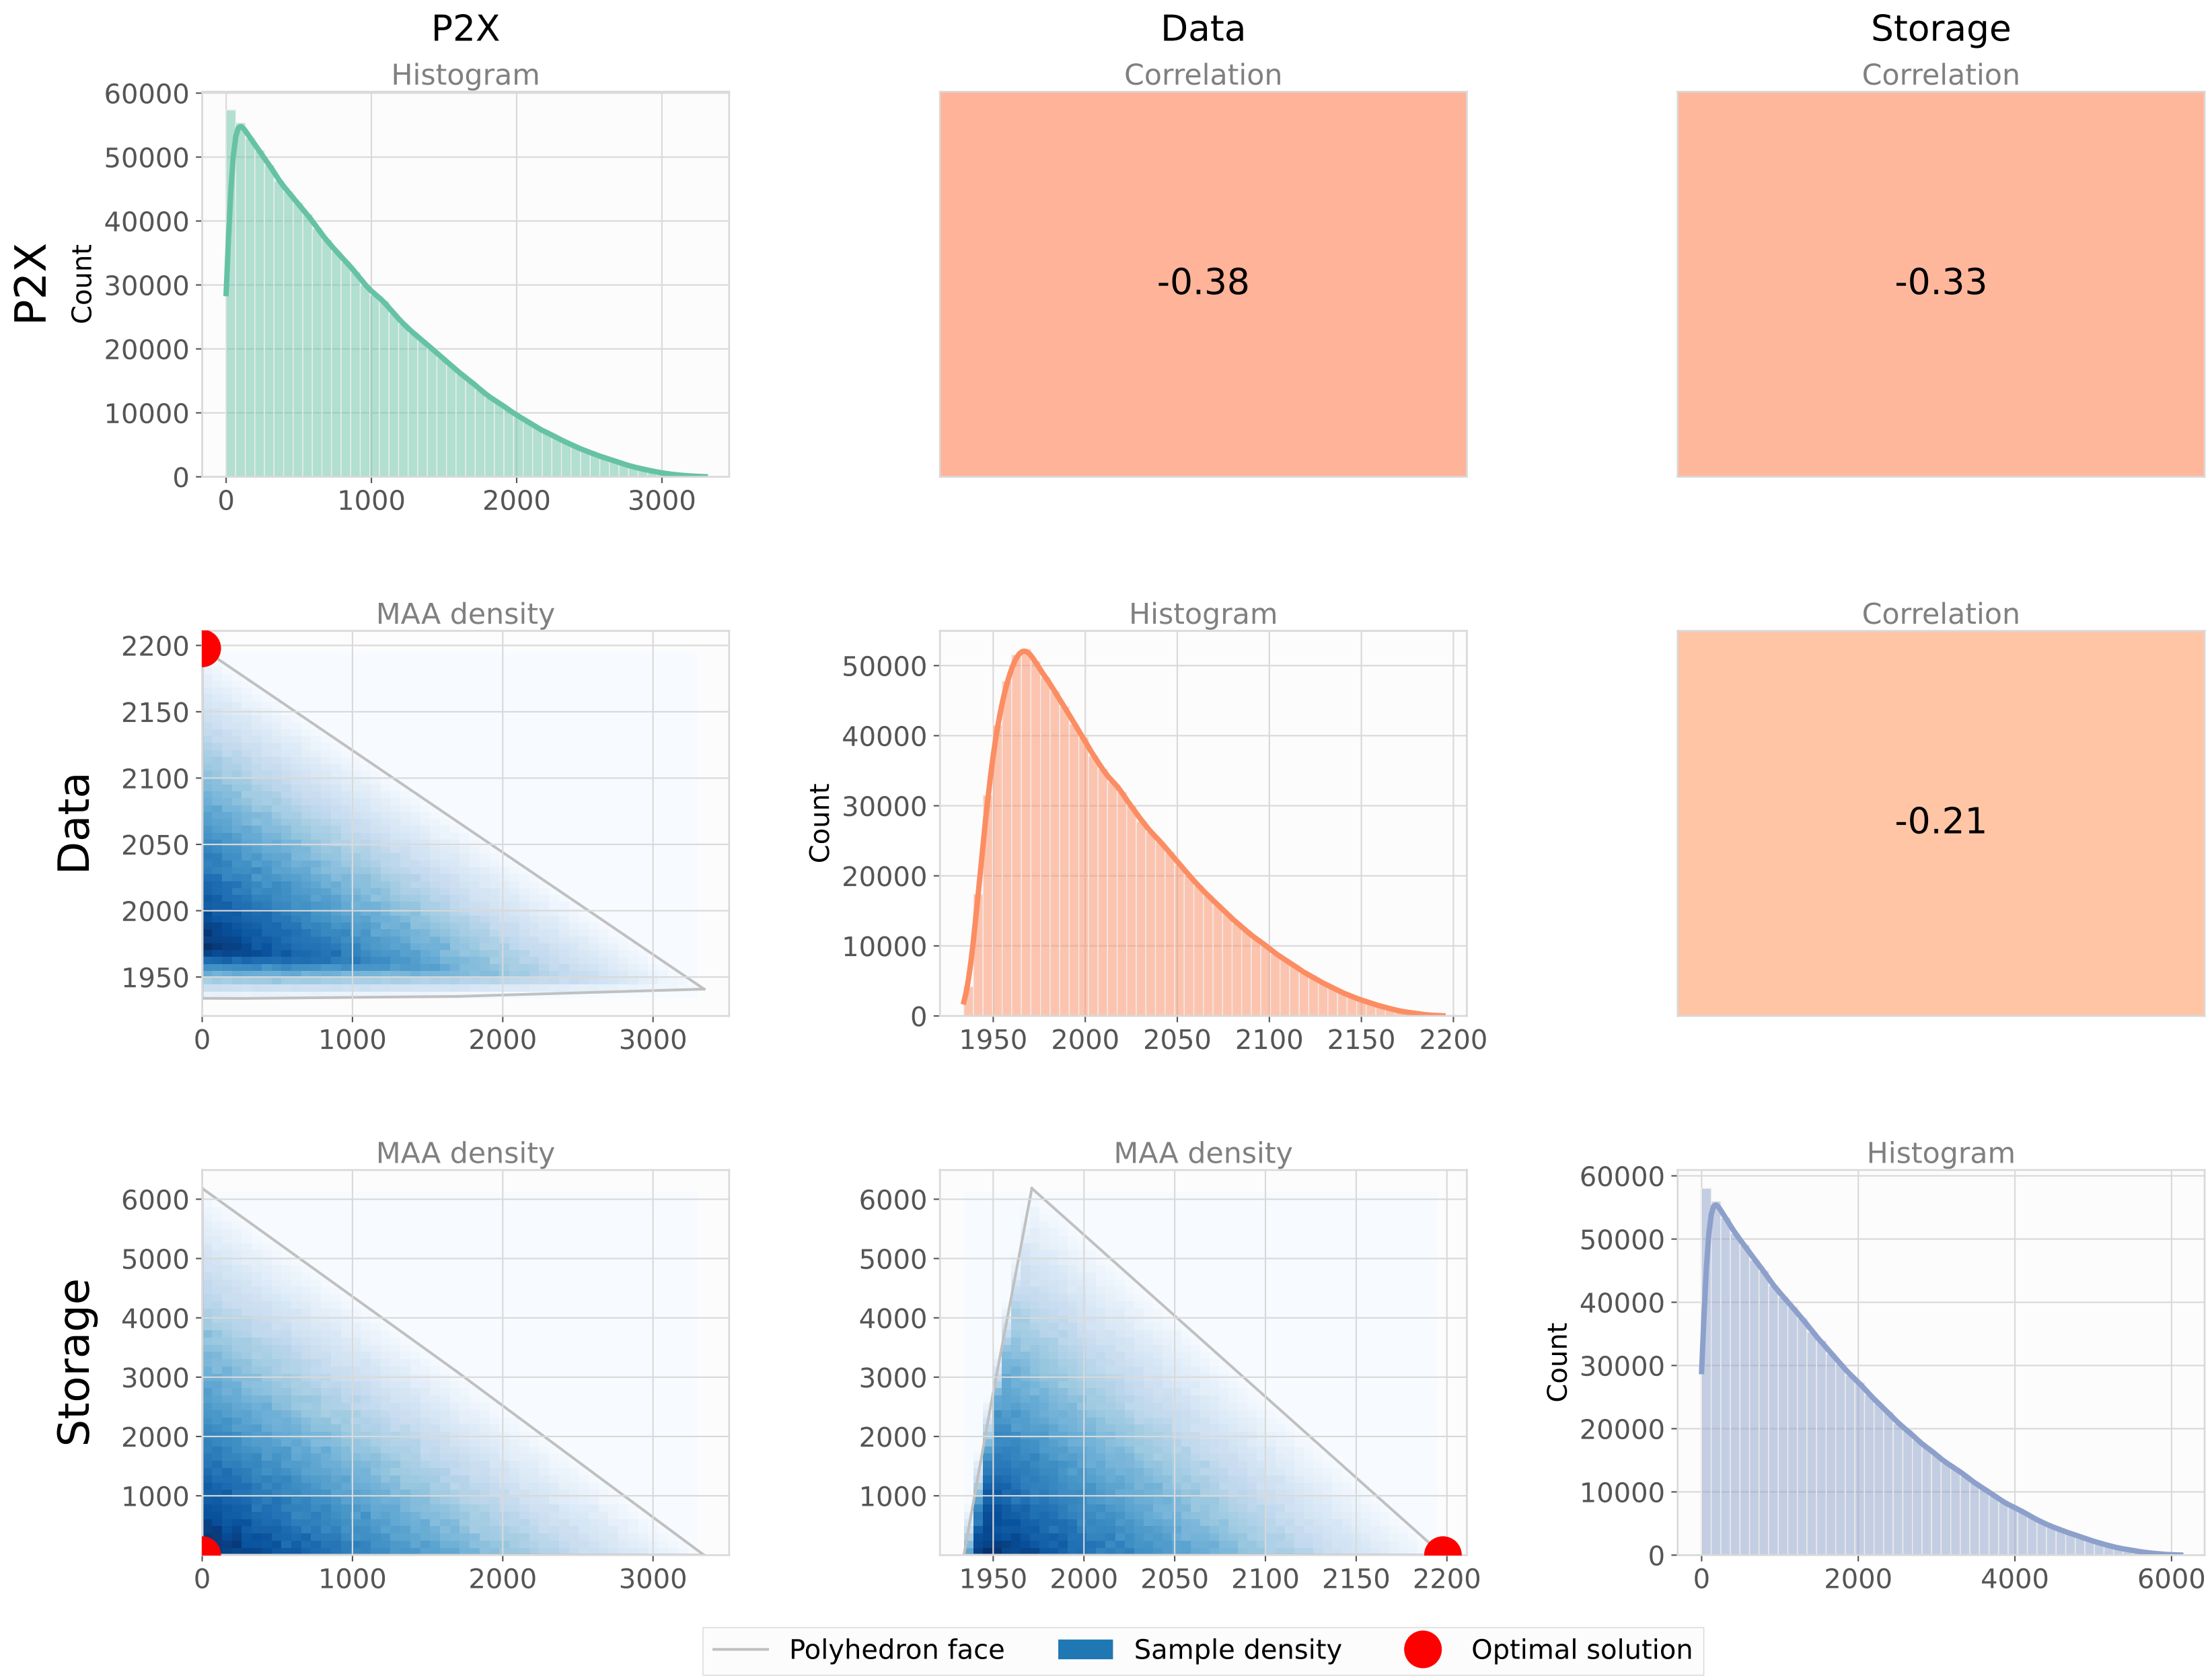 P2X Data Storage
Histogram Correlation Correlation
P2X
Count
60000
50000
40000
30000
20000
10000
0
0 1000 2000 3000
-0.38
-0.33
MAA density Histogram Correlation
Data
2200
2150
2100
2050
2000
1950
0 1000 2000 3000
Count
50000
40000
30000
20000
10000
0
1950 2000 2050 2100 2150 2200
-0.21
MAA density MAA density Histogram
Storage
6000
5000
4000
3000
2000
1000
0 1000 2000 3000
6000
5000
4000
3000
2000
1000
1950 2000 2050 2100 2150 2200
Count
60000
50000
40000
30000
20000
10000
0
0 2000 4000 6000
Polyhedron face Sample density Optimal solution